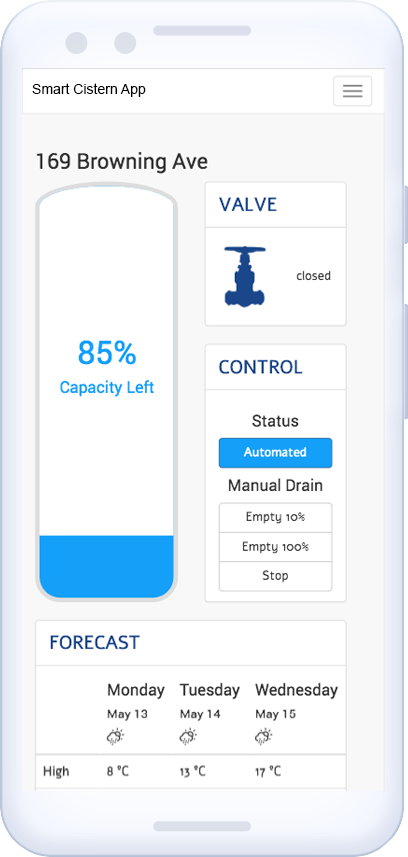 Smart Cistern App
169 Browning Ave
85%
Capacity Left
VALVE
closed
CONTROL
Status
Automated
Manual Drain
Empty 10%
Empty 100%
Stop
FORECAST
Monday Tuesday Wednesday
May 13 May 14 May 15
High 8 °C 13 °C 17 °C